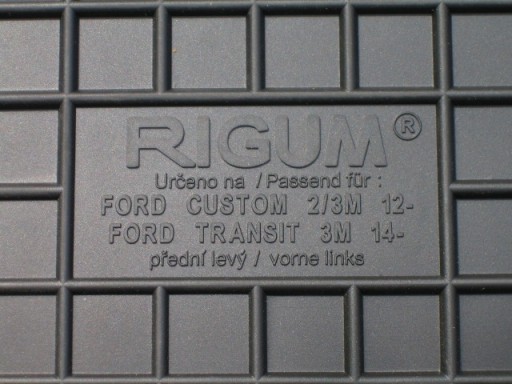 RIGUM®
Určeno na / Passend für :
FORD CUSTOM 2/3M 12-
FORD TRANSIT 3M 14-
přední levý / vorne links